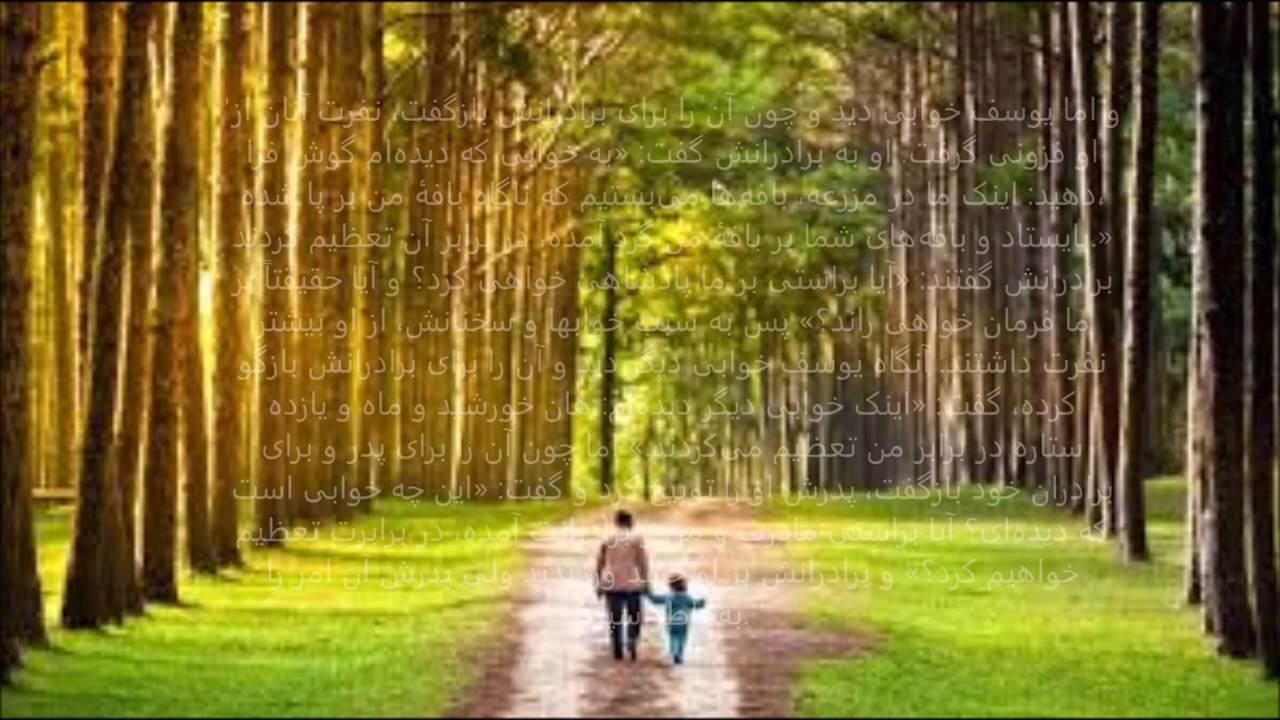 و اما یوسف خوابی دید و چون آن را برای برادرانش بازگفت، نفرت آنان از
او فزونی گرفت. او به برادرانش گفت: «به خوابی که دیده‌ام گوش فرا
دهید: اینک ما در مزرعه، بافه‌ها می‌بستیم که ناگاه بافهٔ من بر پا شده،
بایستاد و بافه‌های شما بر بافهٔ من گرد آمده، در برابر آن تعظیم کردند.»
برادرانش گفتند: «آیا براستی بر ما پادشاهی خواهی کرد؟ و آیا حقیقتاً بر
ما فرمان خواهی راند؟» پس به سبب خوابها و سخنانش، از او بیشتر
نفرت داشتند. آنگاه یوسف خوابی دیگر دید و آن را برای برادرانش بازگو
کرده، گفت: «اینک خوابی دیگر دیده‌ام. هان خورشید و ماه و یازده
ستاره در برابر من تعظیم می‌کردند.» اما چون آن را برای پدر و برای
برادران خود بازگفت، پدرش او را و گفت: «این چه خوابی است
که دیده‌ای؟ آیا براستی من و مادرت و آمده، در برابرت تعظیم
خواهیم کرد؟» و برادرانش بر او ولی پدرش آن امر را
به